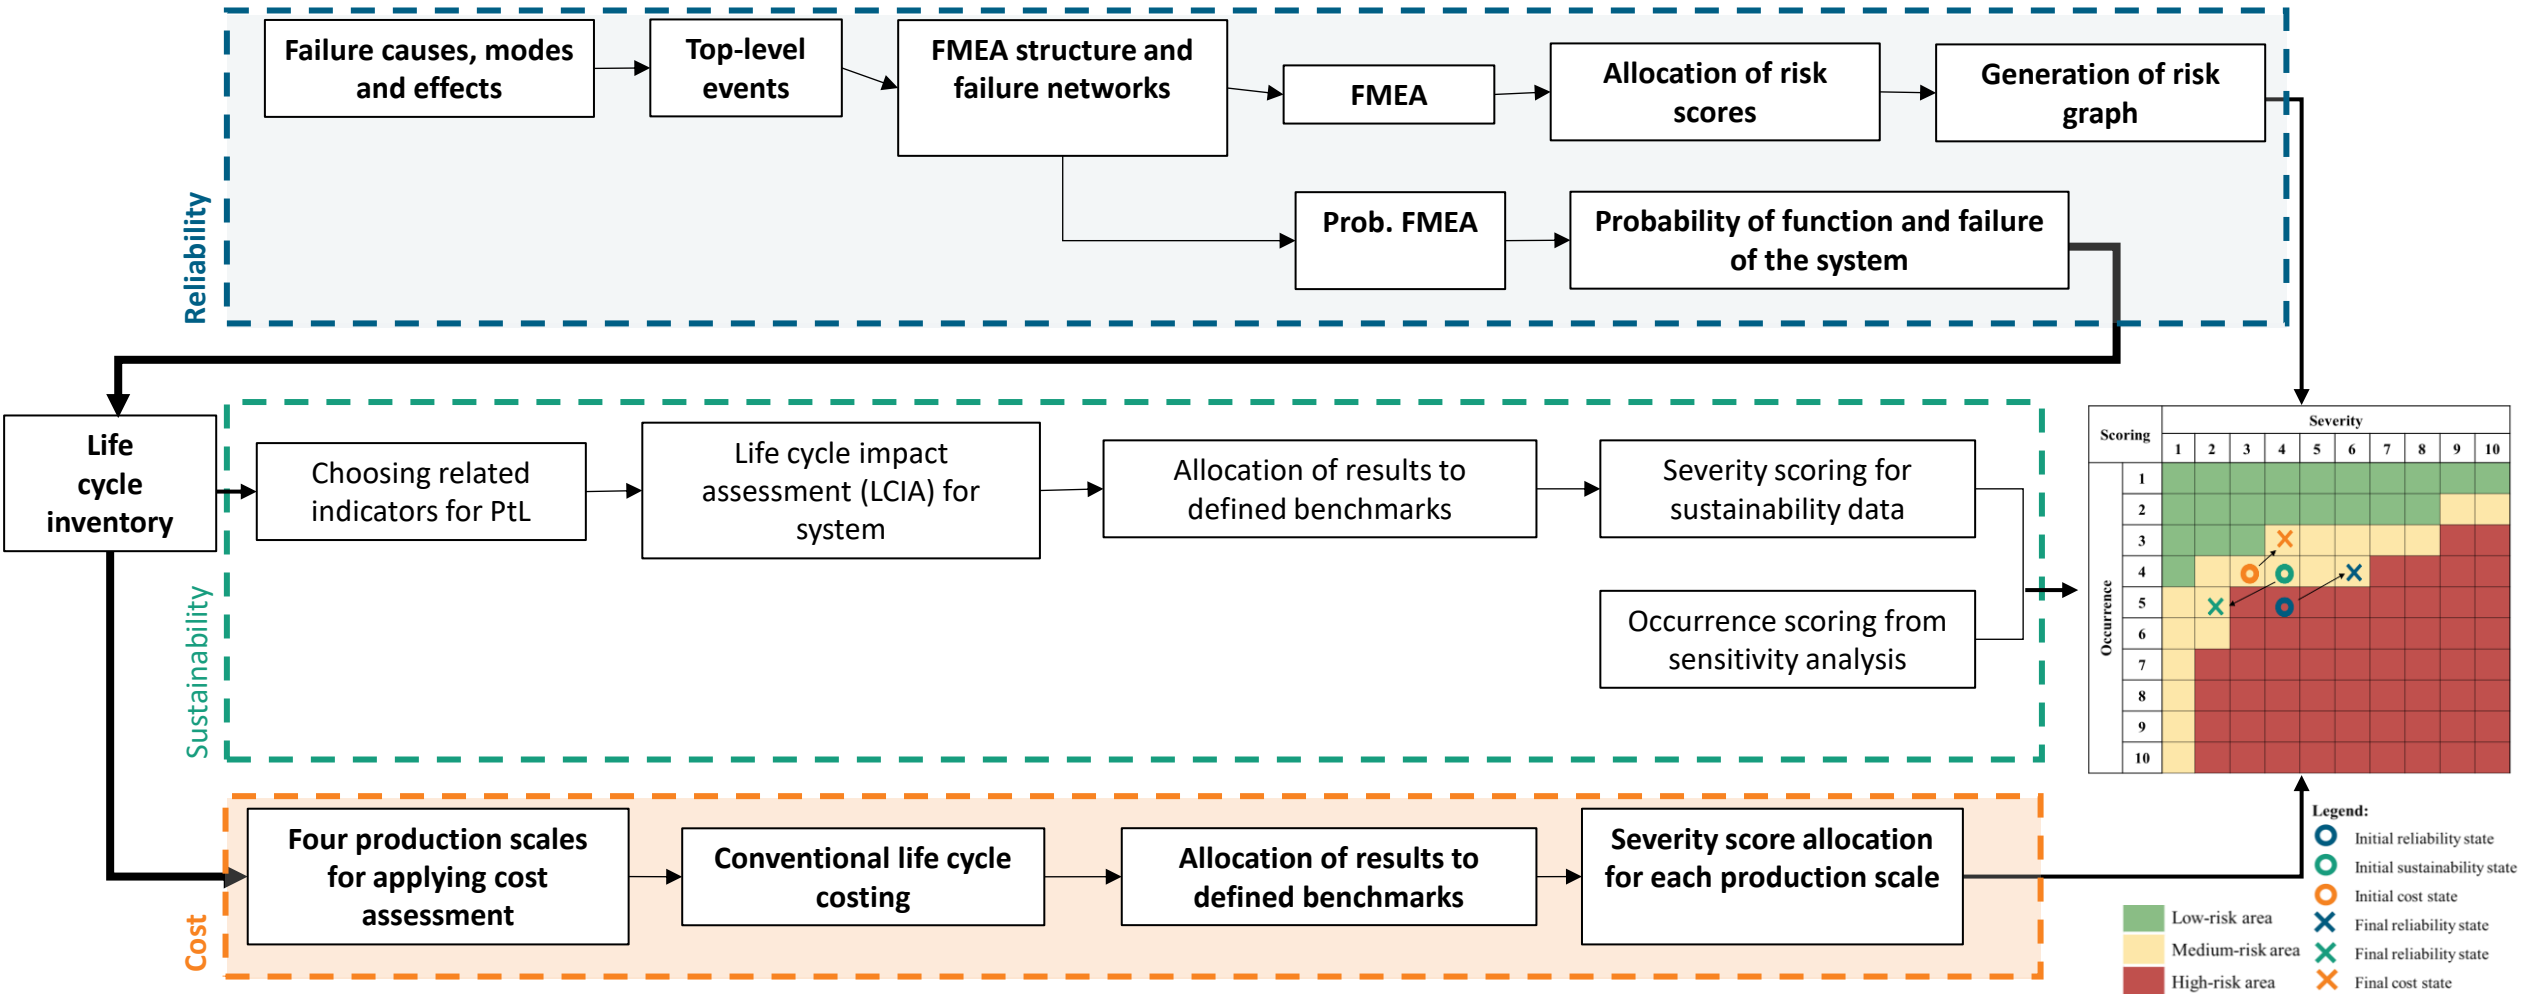 Failure causes, modes
and effects
Top-level
events
FMEA structure and
failure networks
FMEA
Allocation of risk
scores
Generation of risk
graph
Reliability
Prob. FMEA
Probability of function and failure
of the system
Life
cycle
inventory
Sustainability
Choosing related
indicators for PtL
Life cycle impact
assessment (LCIA) for
system
Allocation of results to
defined benchmarks
Severity scoring for
sustainability data
Occurrence scoring from
sensitivity analysis
Cost
Four production scales
for applying cost
assessment
Conventional life cycle
costing
Allocation of results to
defined benchmarks
Severity score allocation
for each production scale
Scoring
Severity
1 2 3 4 5 6 7 8 9 10
Occurrence
1
2
3
4
5
6
7
8
9
10
Legend:
Initial reliability state
Initial sustainability state
Initial cost state
Final reliability state
Final reliability state
Final cost state
Low-risk area
Medium-risk area
High-risk area